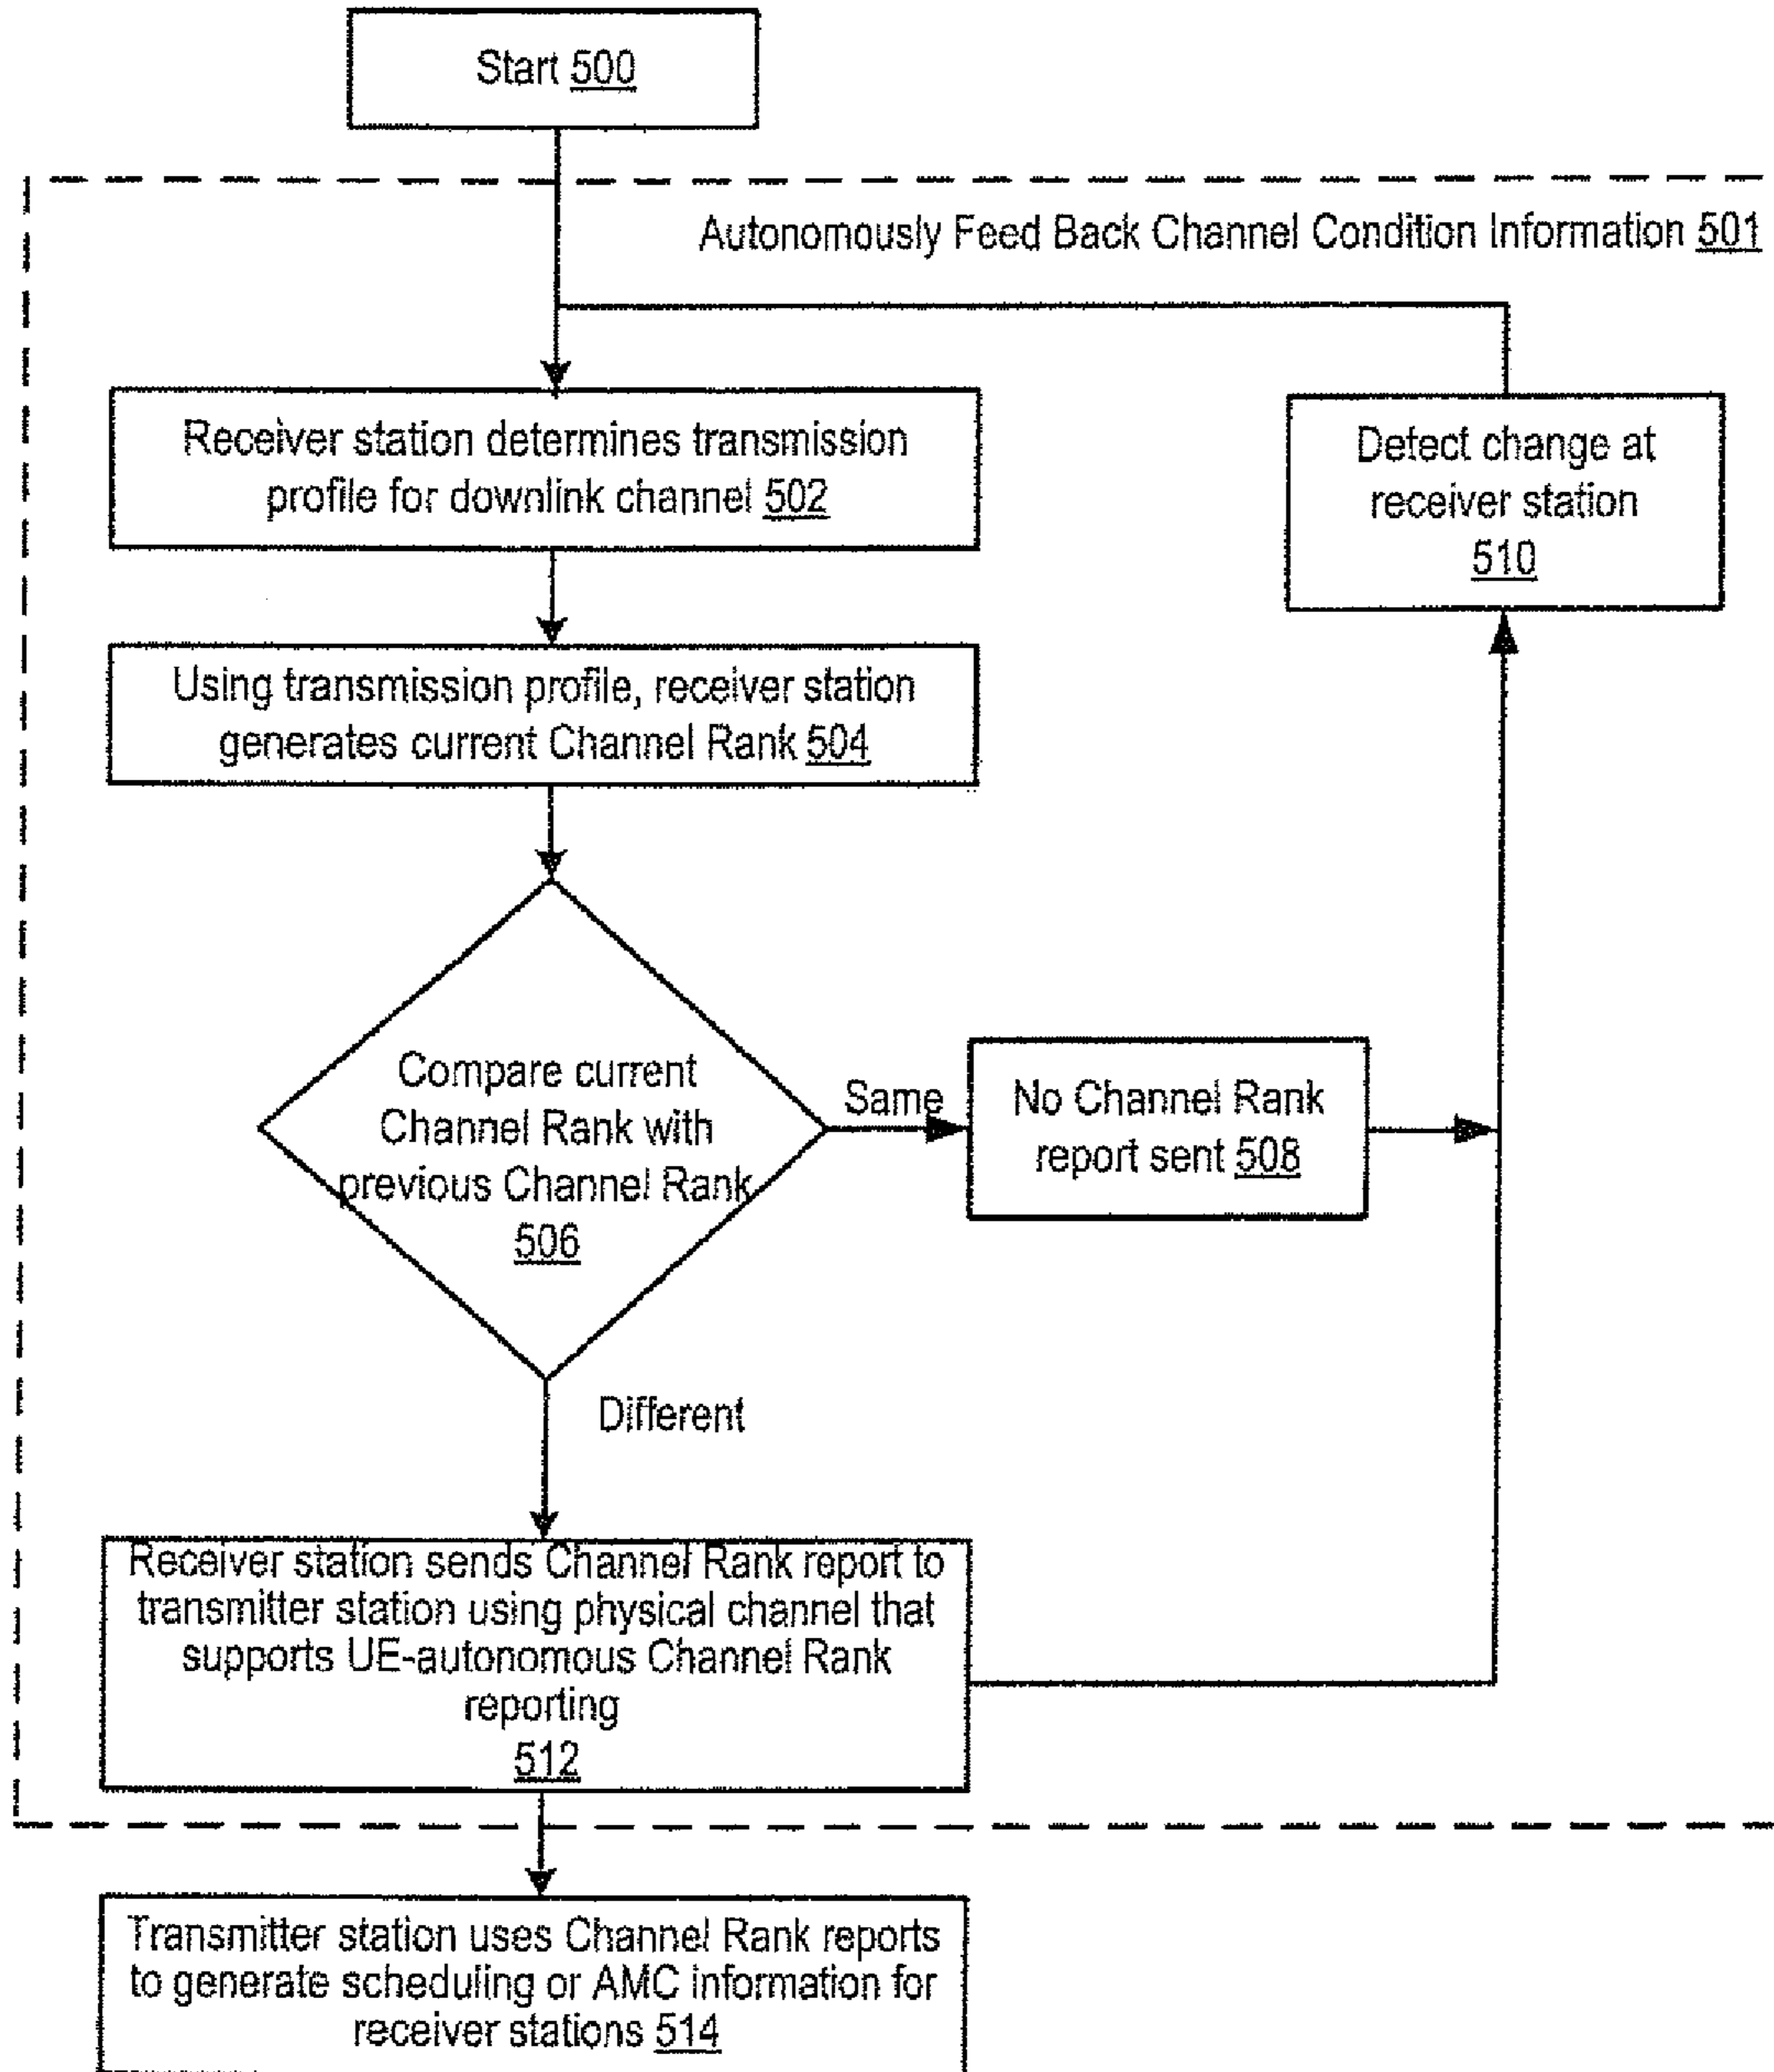 Start 500
Autonomously Feed Back Channel Condition Information 501
Receiver station determines transmission
profile for downlink channel 502
Detect change at
receiver station
510
Using transmission profile, receiver station
generates current Channel Rank 504
Compare current
Channel Rank with
previous Channel Rank
506
Same
No Channel Rank
report sent 508
Different
Receiver station sends Channel Rank report to
transmitter station using physical channel that
supports UE-autonomous Channel Rank
reporting
512
Transmitter station uses Channel Rank reports
to generate scheduling or AMC information for
receiver stations 514